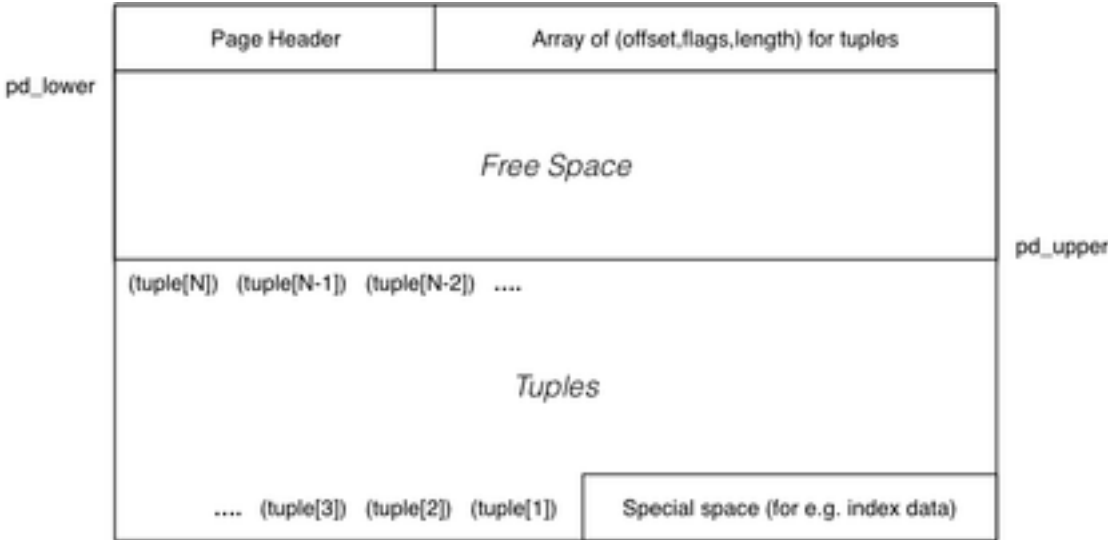 Page Header
Array of (offset,flags,length) for tuples
pd_lower
Free Space
pd_upper
(tuple[N]) (tuple[N-1]) (tuple[N-2]) ....
Tuples
.... (tuple[3]) (tuple[2]) (tuple[1])
Special space (for e.g. index data)